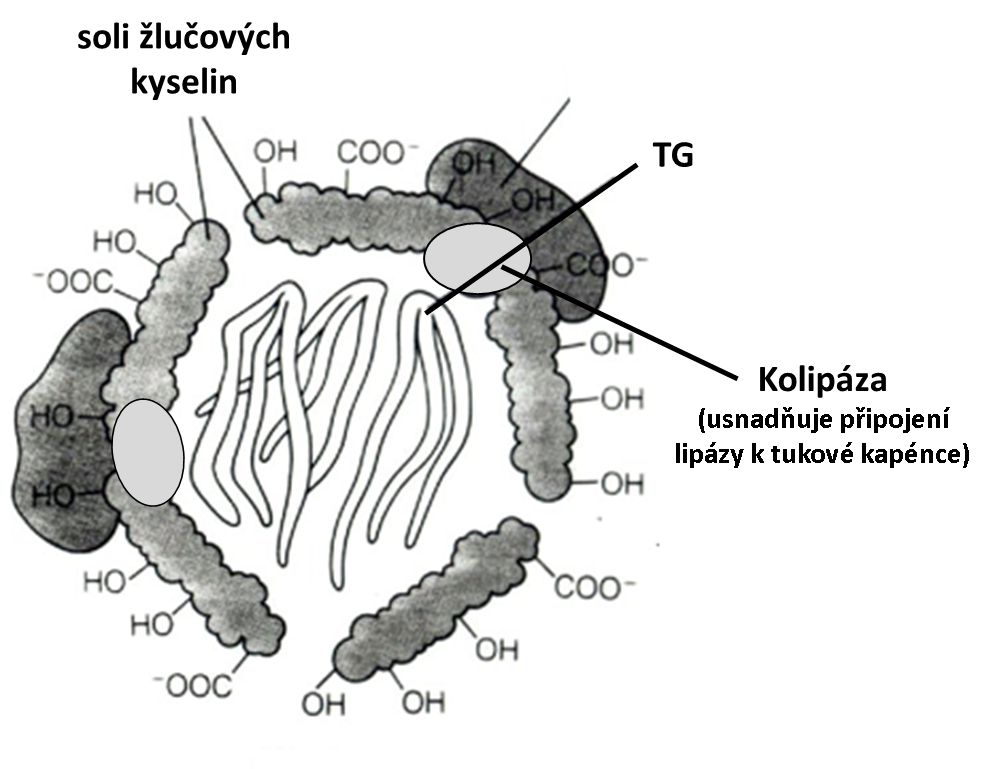 soli žlučových
kyselin
OH
COO⁻
OH
TG
HO
OH
HO
⁻OOC
COO⁻
OH
Kolipáza
OH
(usnadňuje připojení
HO
lipázy k tukové kapénce)
OH
HO
HO
COO⁻
HO
OH
⁻OOC
OH
OH